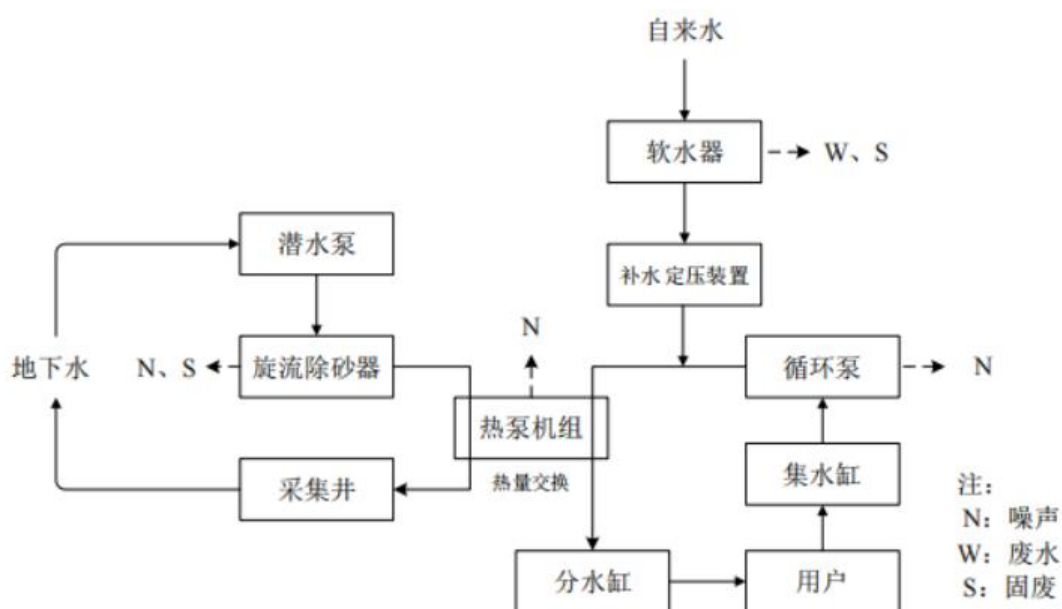 自来水
软水器
W、S
潜水泵
补水定压装置
N
地下水
N、S
旋流除砂器
循环泵
N
热泵机组
采集井
热量交换
集水缸
注：
N：噪声
W：废水
S：固废
分水缸
用户